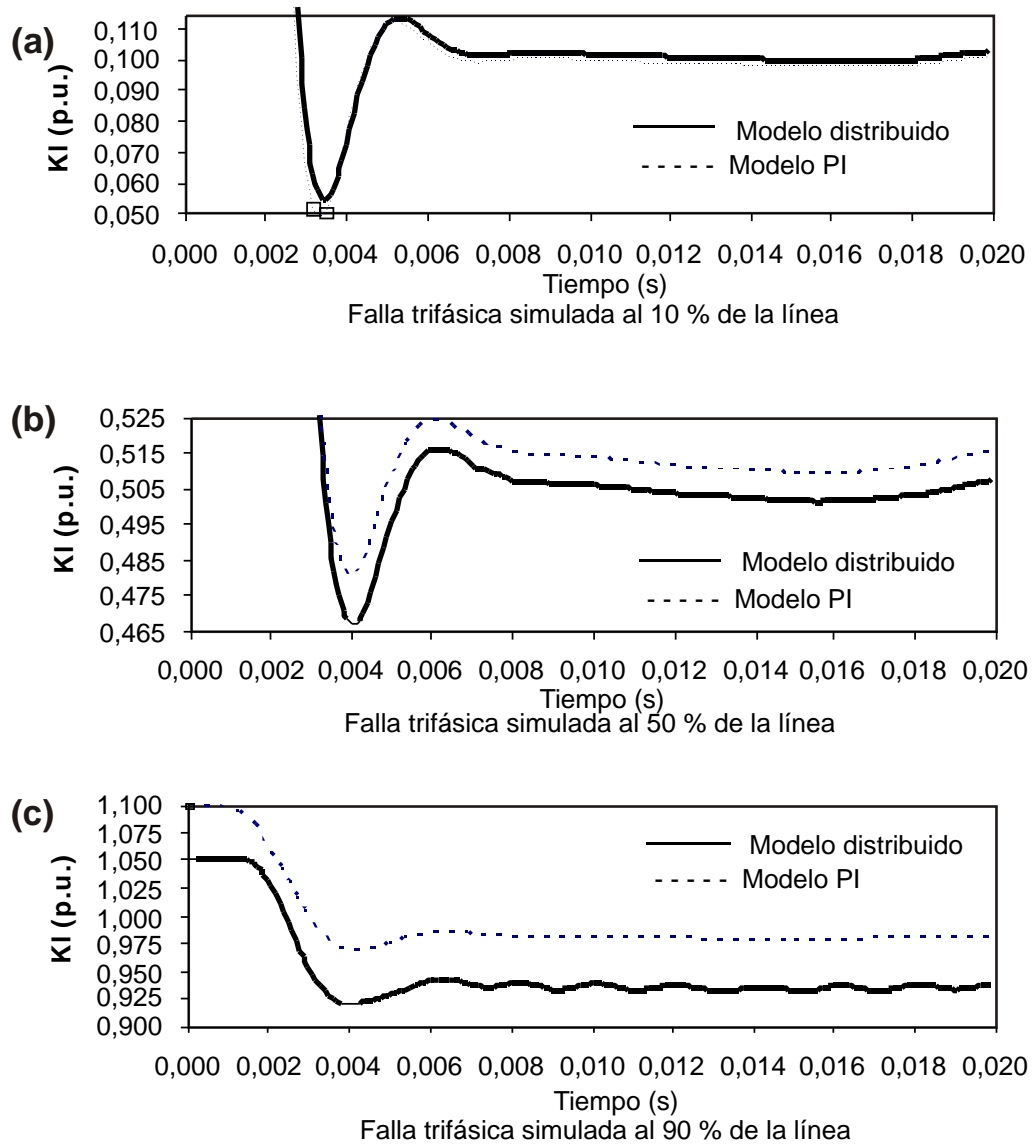 (a)
KI (p.u.)
0,110
0,100
0,090
0,080
0,070
0,060
0,050
Modelo distribuido
Modelo PI
0,000 0,002 0,004 0,006 0,008 0,010 0,012 0,014 0,016 0,018 0,020
Tiempo (s)
Falla trifásica simulada al 10 % de la línea
(b)
KI (p.u.)
0,525
0,515
0,505
0,495
0,485
0,475
0,465
Modelo distribuido
Modelo PI
0,000 0,002 0,004 0,006 0,008 0,010 0,012 0,014 0,016 0,018 0,020
Tiempo (s)
Falla trifásica simulada al 50 % de la línea
(c)
KI (p.u.)
1,100
1,075
1,050
1,025
1,000
0,975
0,950
0,925
0,900
Modelo distribuido
Modelo PI
0,000 0,002 0,004 0,006 0,008 0,010 0,012 0,014 0,016 0,018 0,020
Tiempo (s)
Falla trifásica simulada al 90 % de la línea